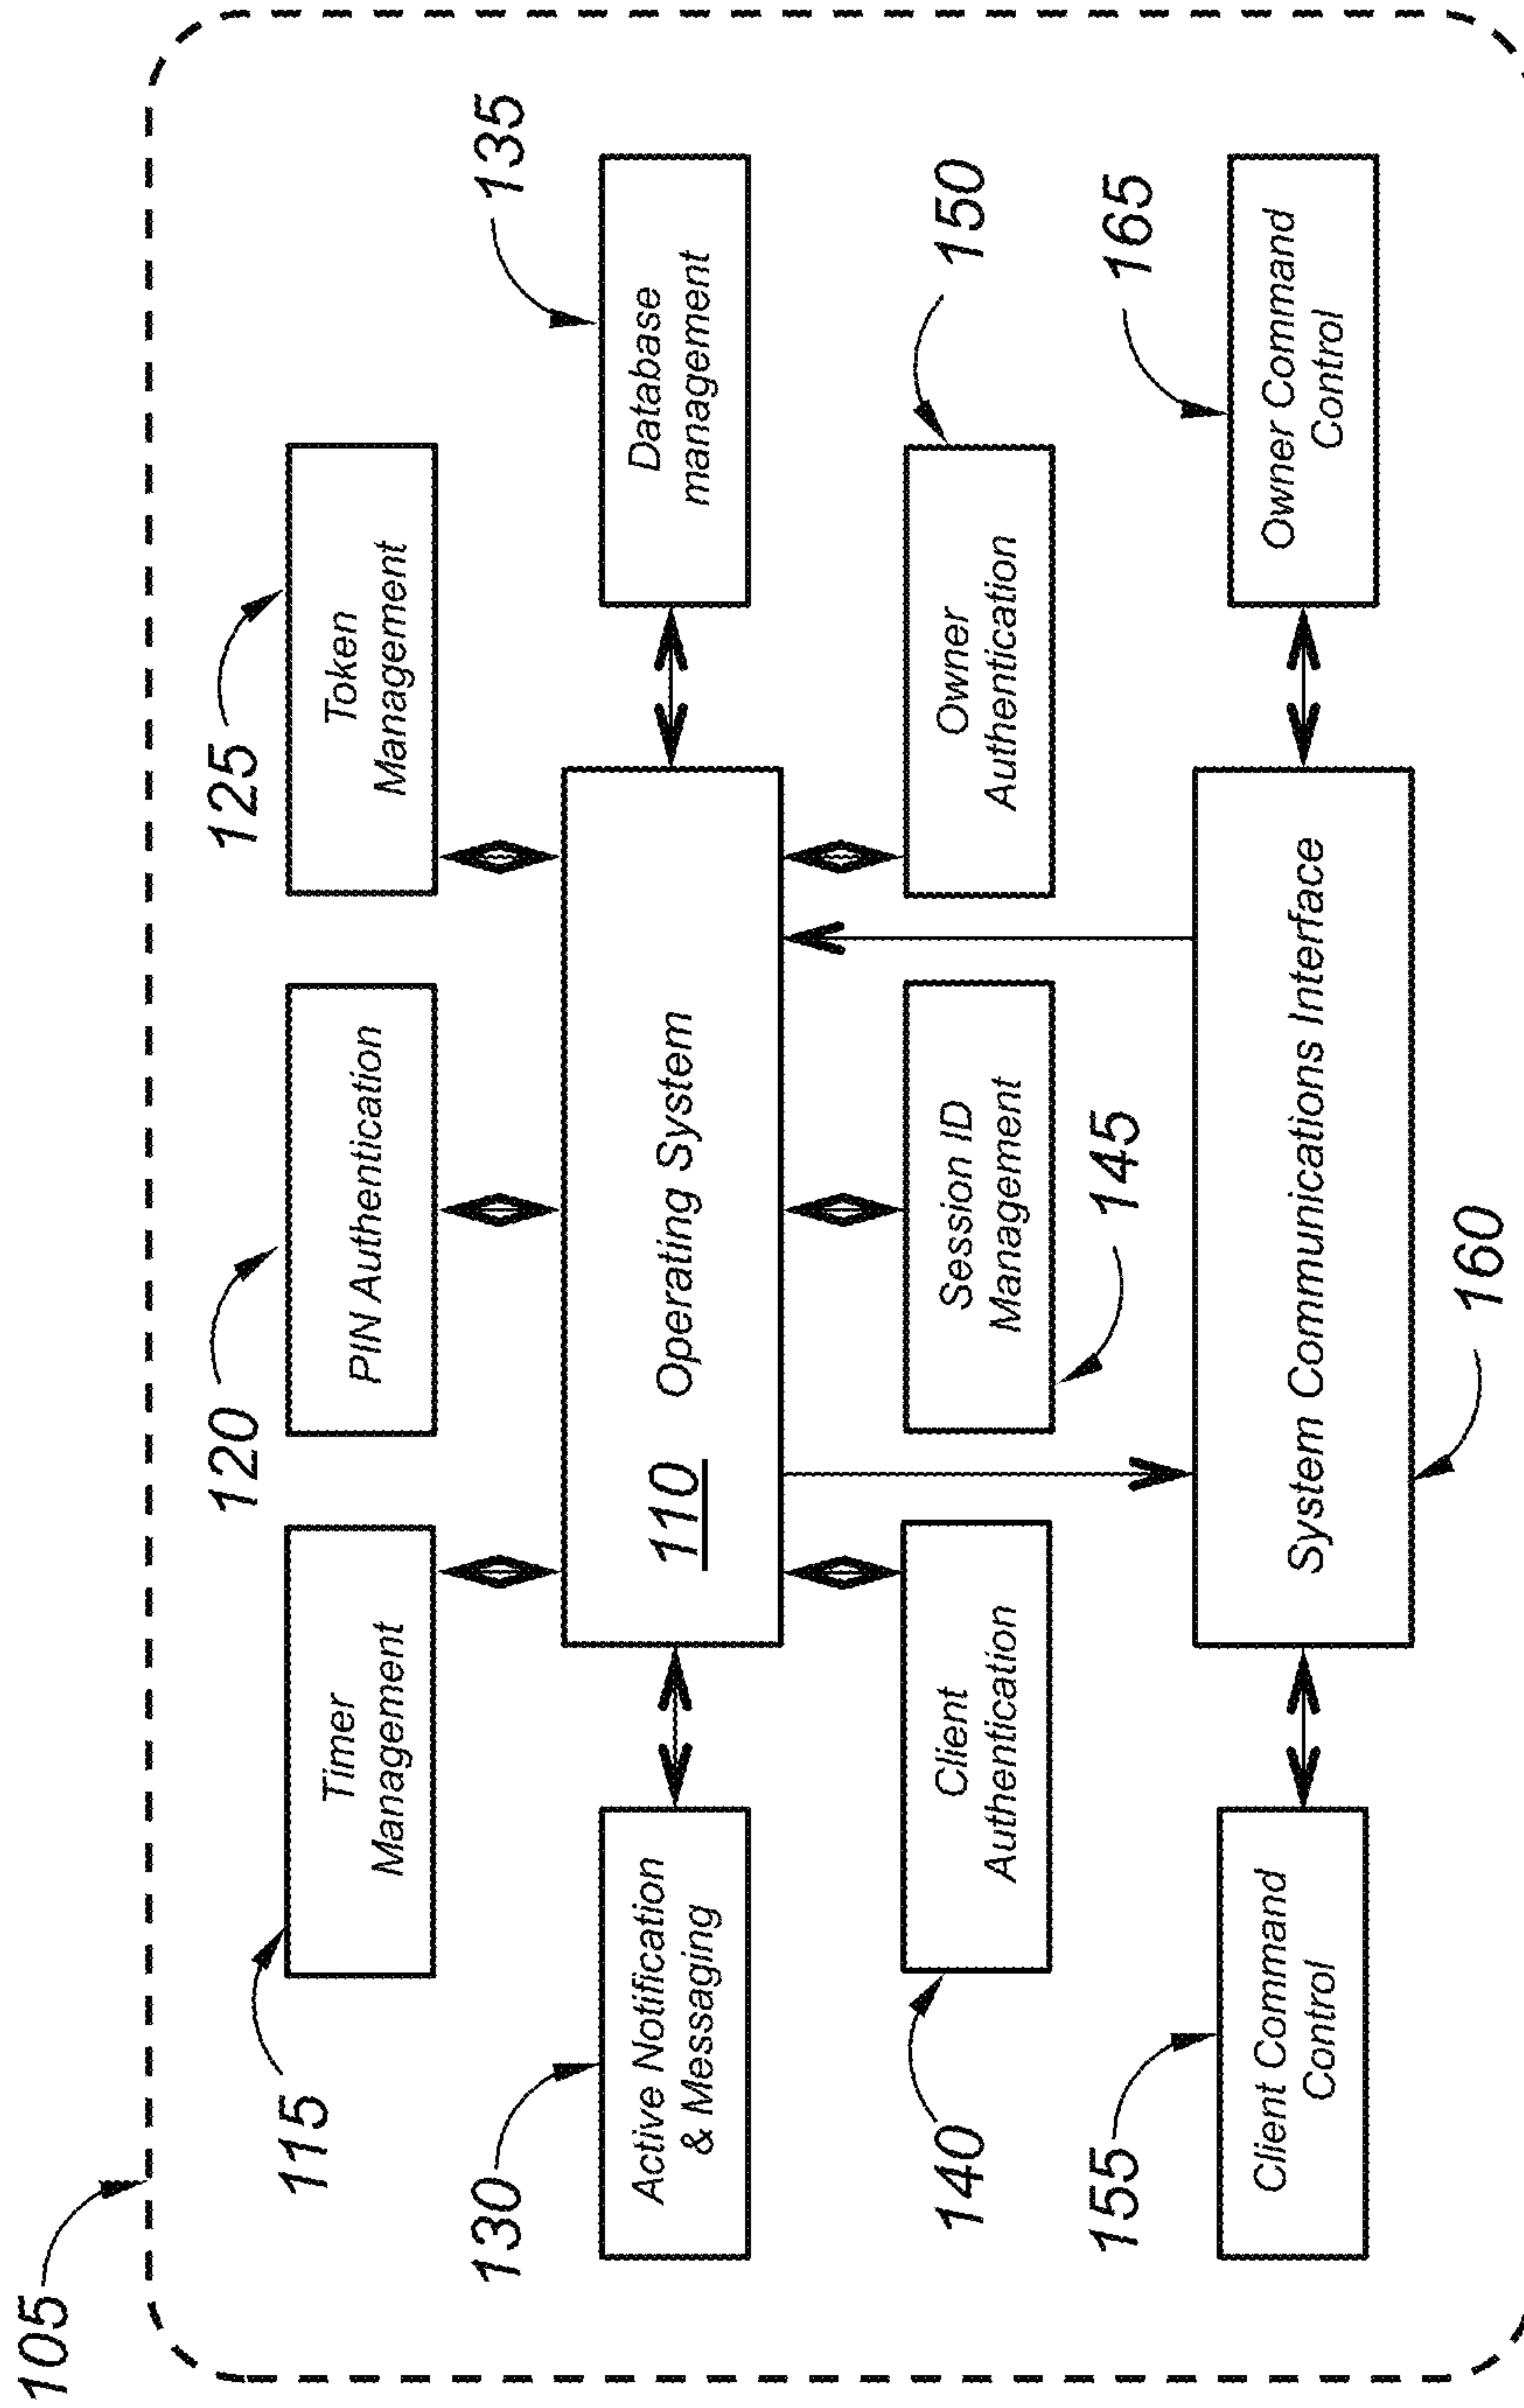 105
115
120
125
Timer
Management
PIN Authentication
Token
Management
130
135
Active Notification
& Messaging
110 Operating System
Database
management
140
150
Client
Authentication
Session ID
Management
Owner
Authentication
145
155
165
Client Command
Control
System Communications Interface
Owner Command
Control
160